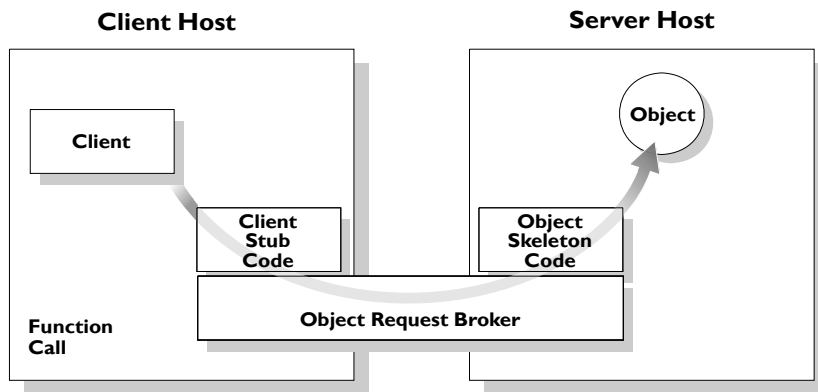 Client Host
Server Host
Client
Object
Client
Stub
Code
Object
Skeleton
Code
Object Request Broker
Function
Call